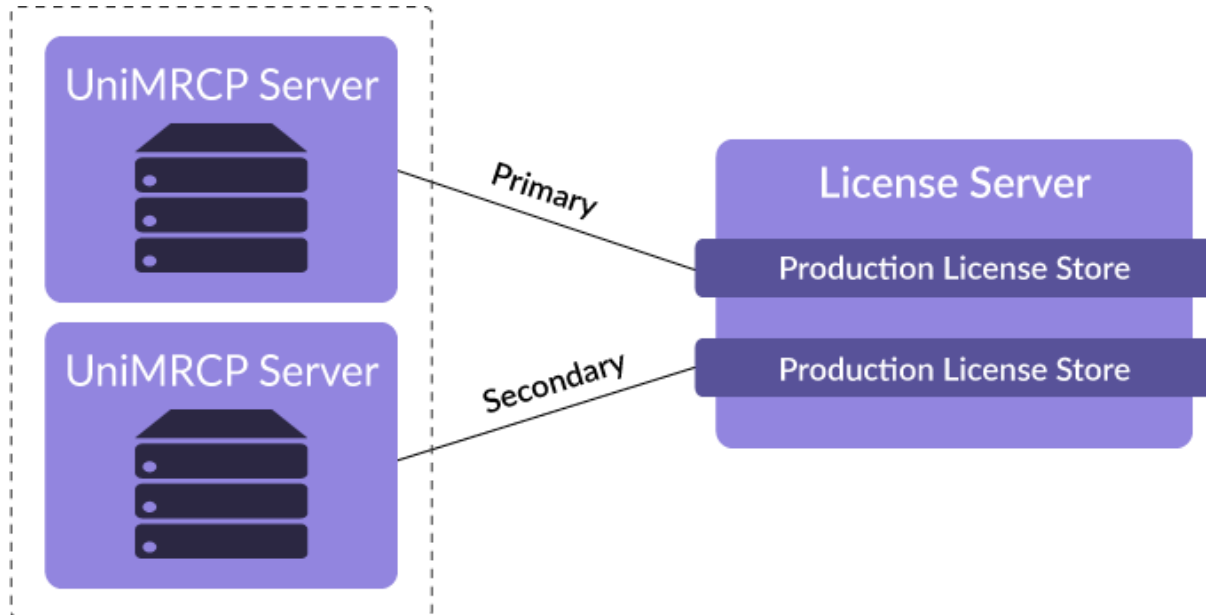 UniMRCP Server
Primary
License Server
Production License Store
UniMRCP Server
Secondary
Production License Store